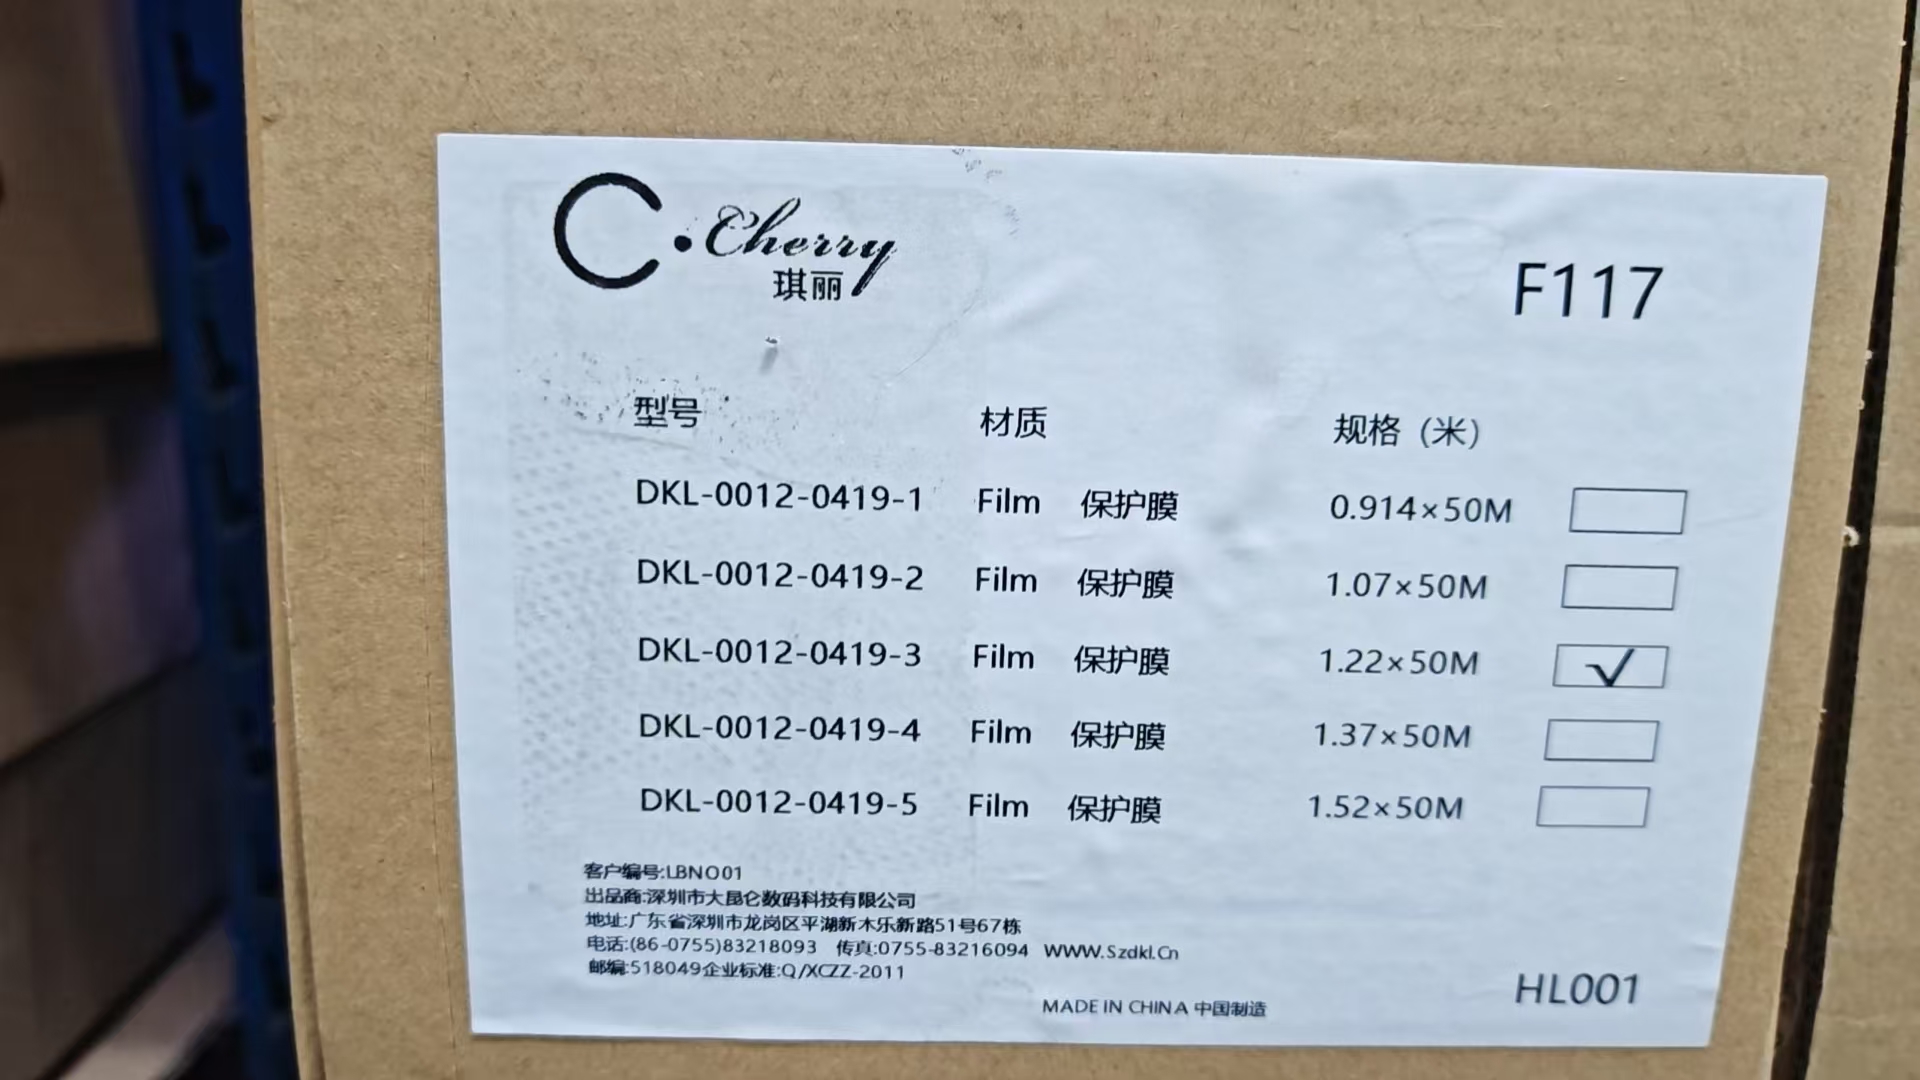 C·Cherry
琪丽
F117
型号 材质 规格（米）
DKL-0012-0419-1 Film 保护膜 0.914×50M
DKL-0012-0419-2 Film 保护膜 1.07×50M
DKL-0012-0419-3 Film 保护膜 1.22×50M √
DKL-0012-0419-4 Film 保护膜 1.37×50M
DKL-0012-0419-5 Film 保护膜 1.52×50M
客户编号:LBNO01
出品商:深圳市大昆仑数码科技有限公司
地址:广东省深圳市龙岗区平湖新木乐新路51号67栋
电话:(86-0755)83218093 传真:0755-83216094 WWW.Szdkl.Cn
邮编:518049企业标准:Q/XCZZ-2011
HL001
MADE IN CHINA 中国制造